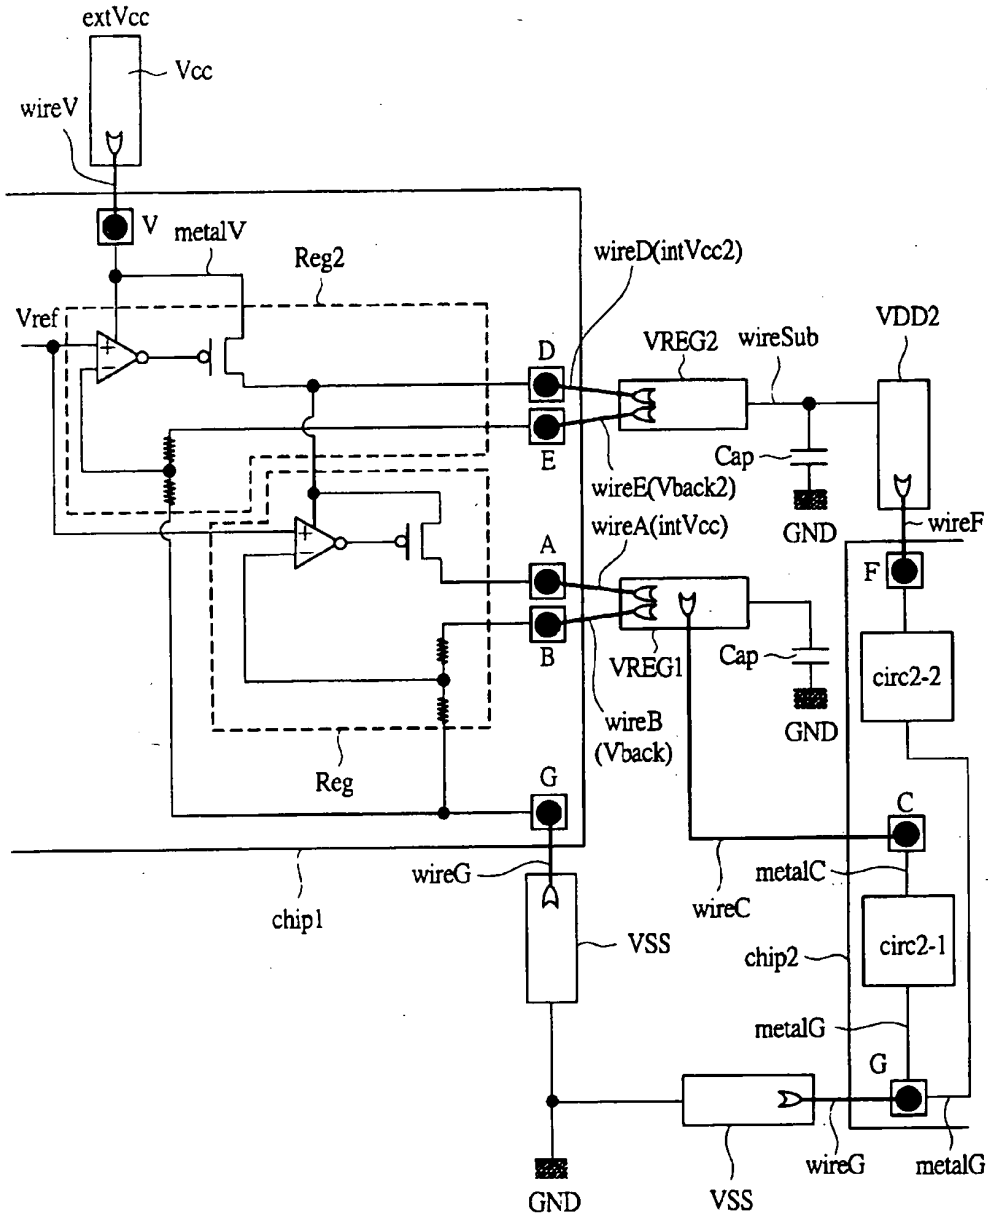 extVcc
Vcc
wireV
V
metalV
Reg2
wireD(intVcc2)
Vref
VDD2
VREG2
wireSub
D
+
−
E
Cap
wireE(Vback2)
GND
wireF
wireA(intVcc)
A
F
+
−
B
VREG1
Cap
circ2-2
wireB
(Vback)
GND
Reg
G
C
wireG
metalC
wireC
chip1
VSS
chip2
circ2-1
metalG
G
wireG
metalG
GND
VSS